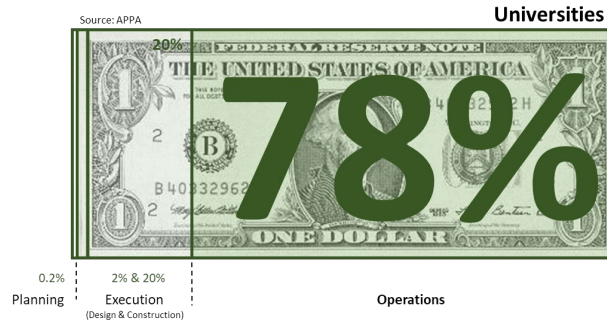 Universities
Source: APPA
20%
FEDERAL RESERVE NOTE
THE UNITED STATES OF AMERICA
78%
2
B
B 40332962
2
ONE DOLLAR
0.2%
2% & 20%
Planning
Execution
Operations
(Design & Construction)